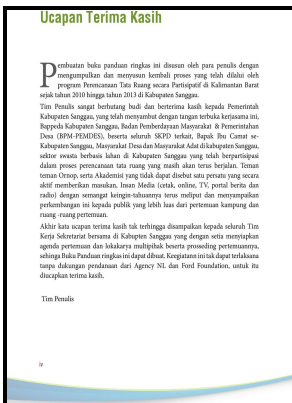 Ucapan Terima Kasih
Pembuatan buku panduan ringkas ini disusun oleh para penulis dengan
mengumpulkan dan menyusun kembali proses yang telah dilalui oleh
program Perencanaan Tata Ruang secara Partisipatif di Kalimantan Barat
sejak tahun 2010 hingga tahun 2013 di Kabupaten Sanggau.
Tim Penulis sangat berhutang budi dan berterima kasih kepada Pemerintah
Kabupaten Sanggau, yang telah menyambut dengan tangan terbuka kerjasama ini,
Bappeda Kabupaten Sanggau, Badan Pemberdayaan Masyarakat & Pemerintahan
Desa (BPM-PEMDES), beserta seluruh SKPD terkait, Bapak Ibu Camat se-
Kabupaten Sanggau, Masyarakat Desa dan Masyarakat Adat di kabupaten Sanggau,
sektor swasta berbasis lahan di Kabupaten Sanggau yang telah berpartisipasi
dalam proses perencanaan tata ruang yang masih akan terus berjalan. Teman
teman Ornop, serta Akademisi yang tidak dapat disebut satu persatu yang secara
aktif memberikan masukan, Insan Media (cetak, online, TV, portal berita dan
radio) dengan semangat keingin-tahuannya terus meliput dan menyampaikan
perkembangan ini kepada publik yang lebih luas dari pertemuan kampung dan
ruang -ruang pertemuan.
Akhir kata ucapan terima kasih tak terhingga disampaikan kepada seluruh Tim
Kerja Sekretariat bersama di Kabupten Sanggau yang dengan setia menyiapkan
agenda pertemuan dan lokakarya multipihak beserta prosseding pertemuannya,
sehinga Buku Panduan ringkas ini dapat dibuat. Keegiatann ini tak dapat terlaksana
tanpa dukungan pendanaan dari Agency NL dan Ford Foundation, untuk itu
diucapkan terima kasih.
Tim Penulis
iv